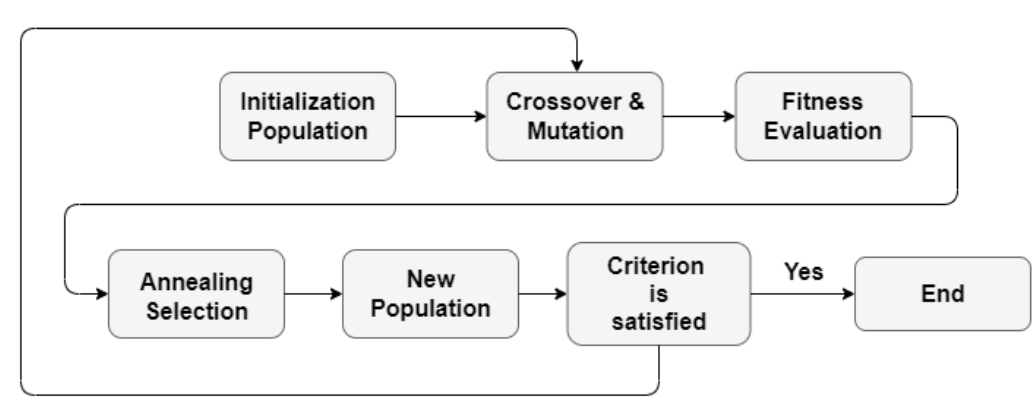 Initialization
Population
Crossover &
Mutation
Fitness
Evaluation
Annealing
Selection
New
Population
Criterion
is
satisfied
Yes
End